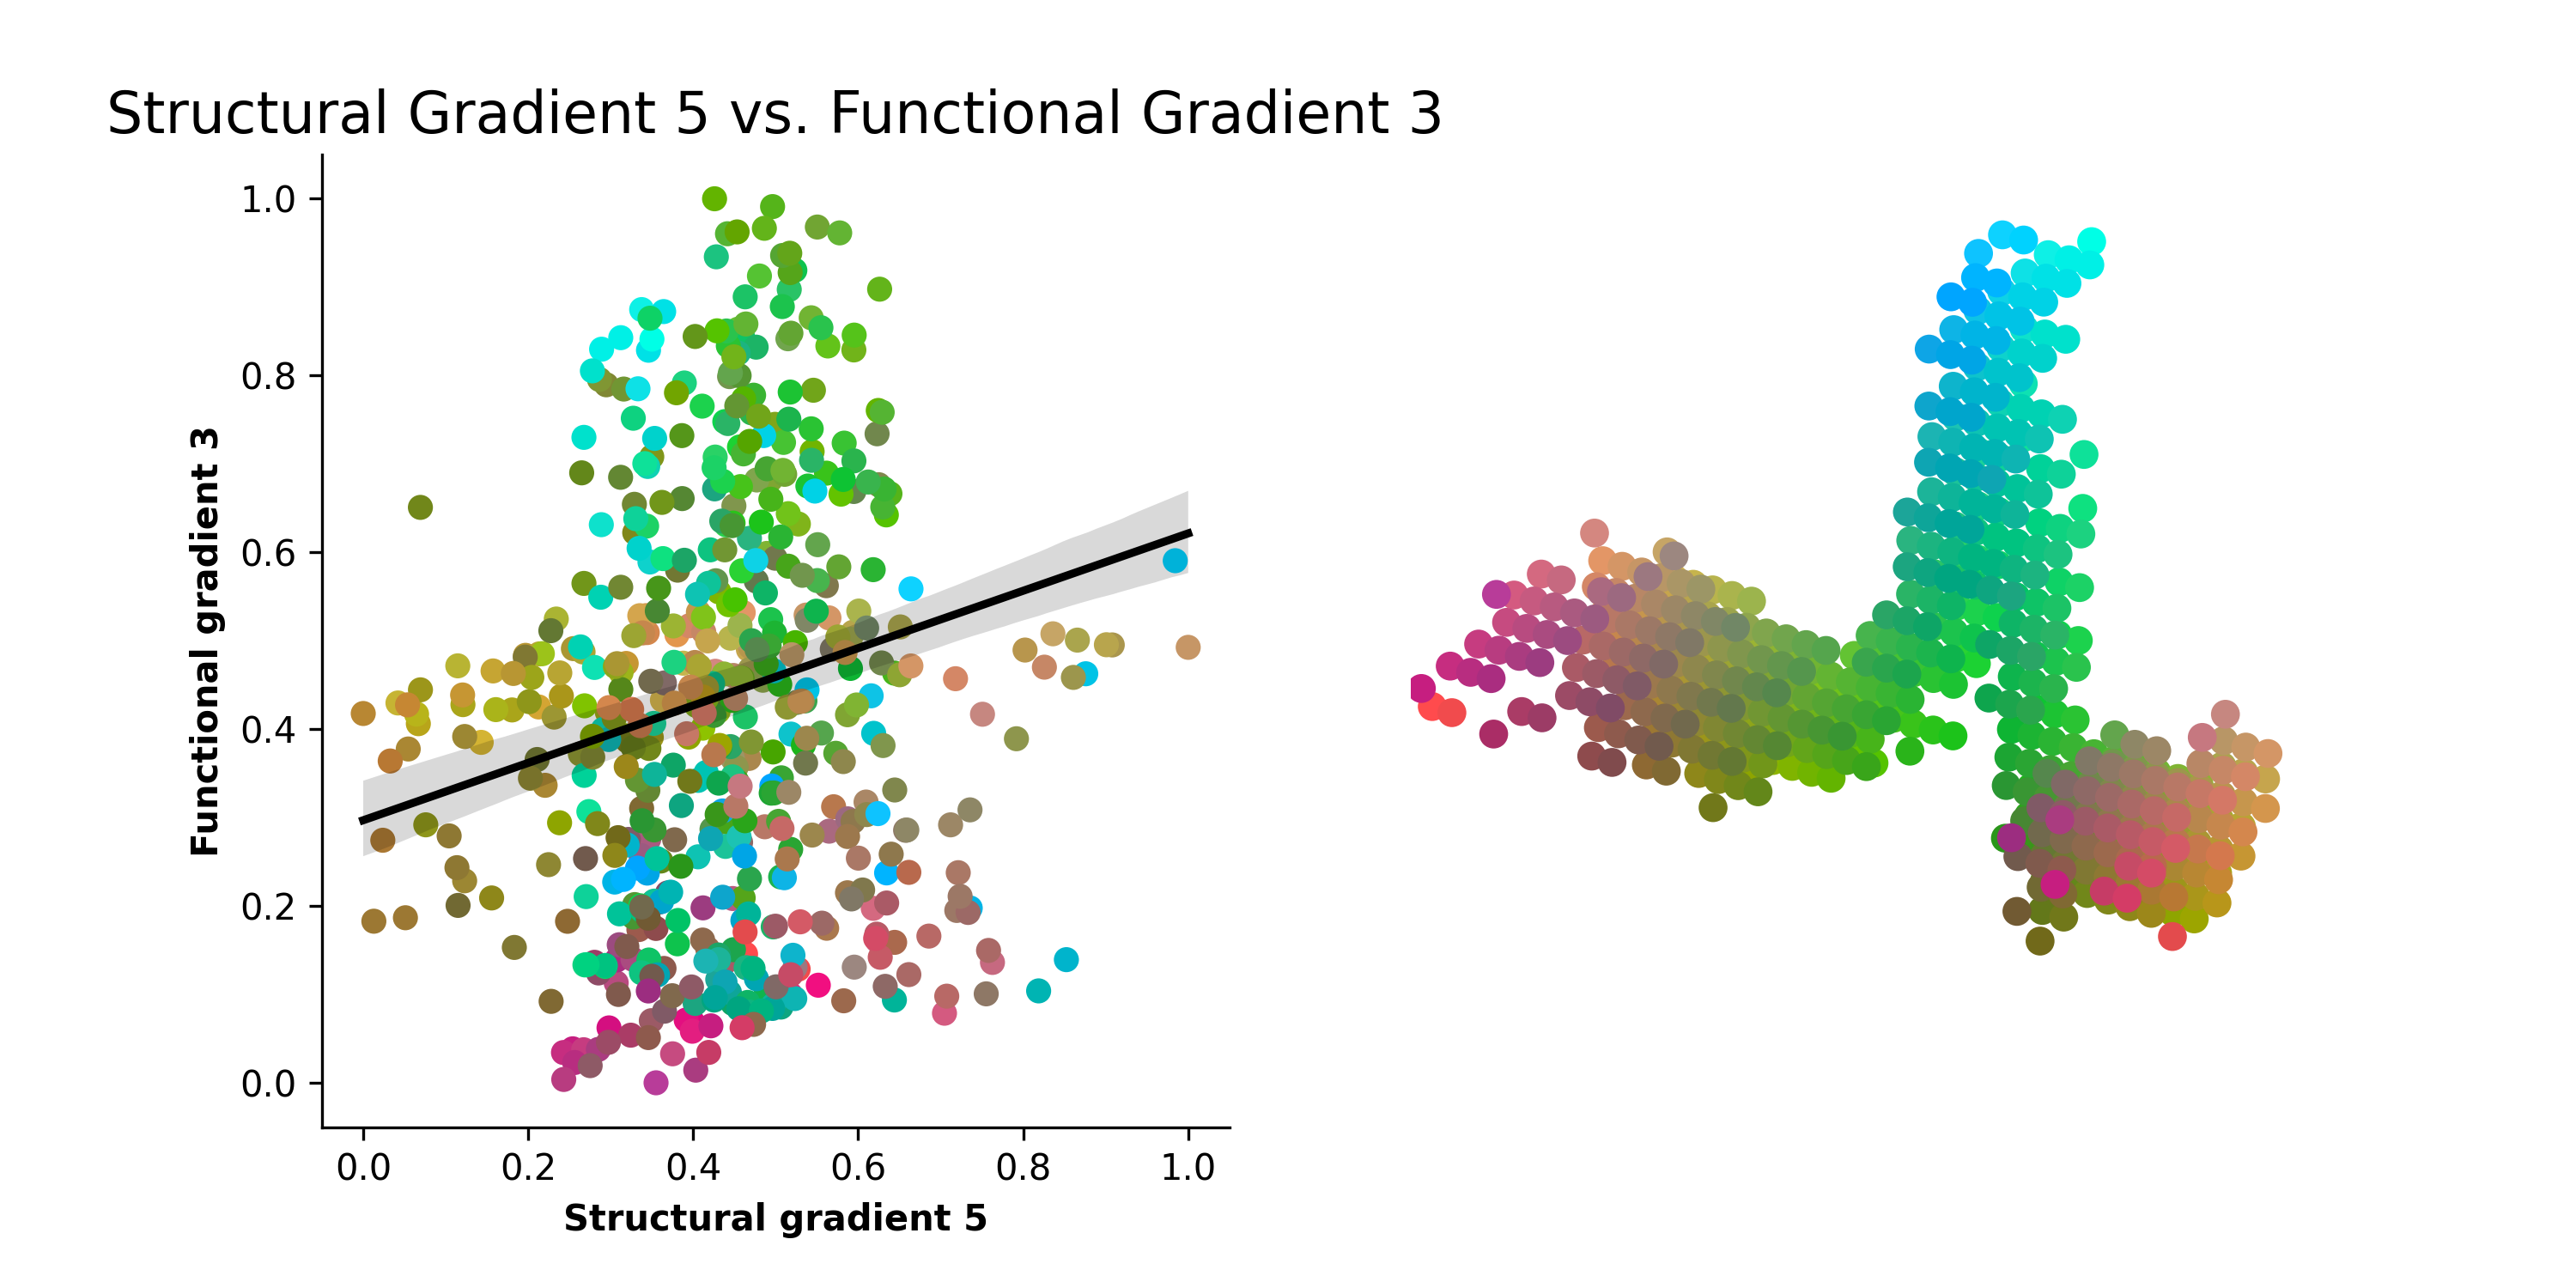 Structural Gradient 5 vs. Functional Gradient 3
1.0
0.8
0.6
0.4
0.2
0.0
Functional gradient 3
0.0 0.2 0.4 0.6 0.8 1.0
Structural gradient 5